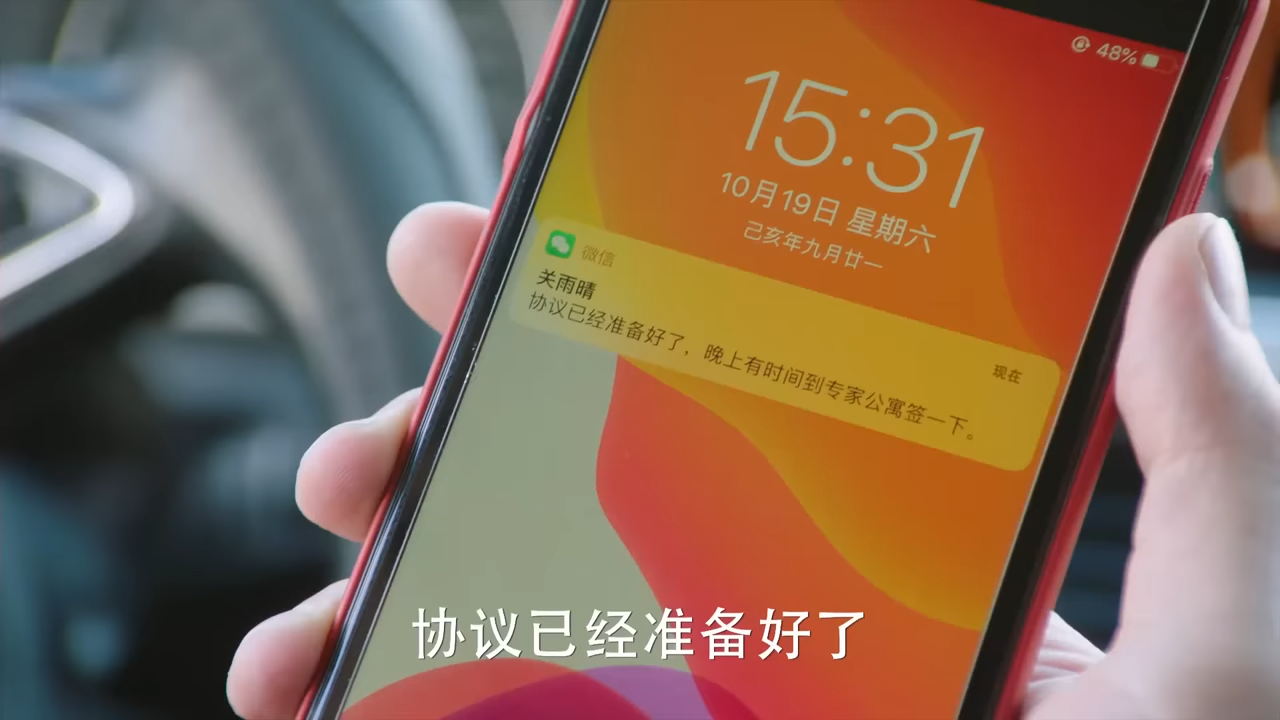 48%
15:31
10月19日 星期六
己亥年九月廿一
微信
现在
关雨晴
协议已经准备好了，晚上有时间到专家公寓签一下。
协议已经准备好了